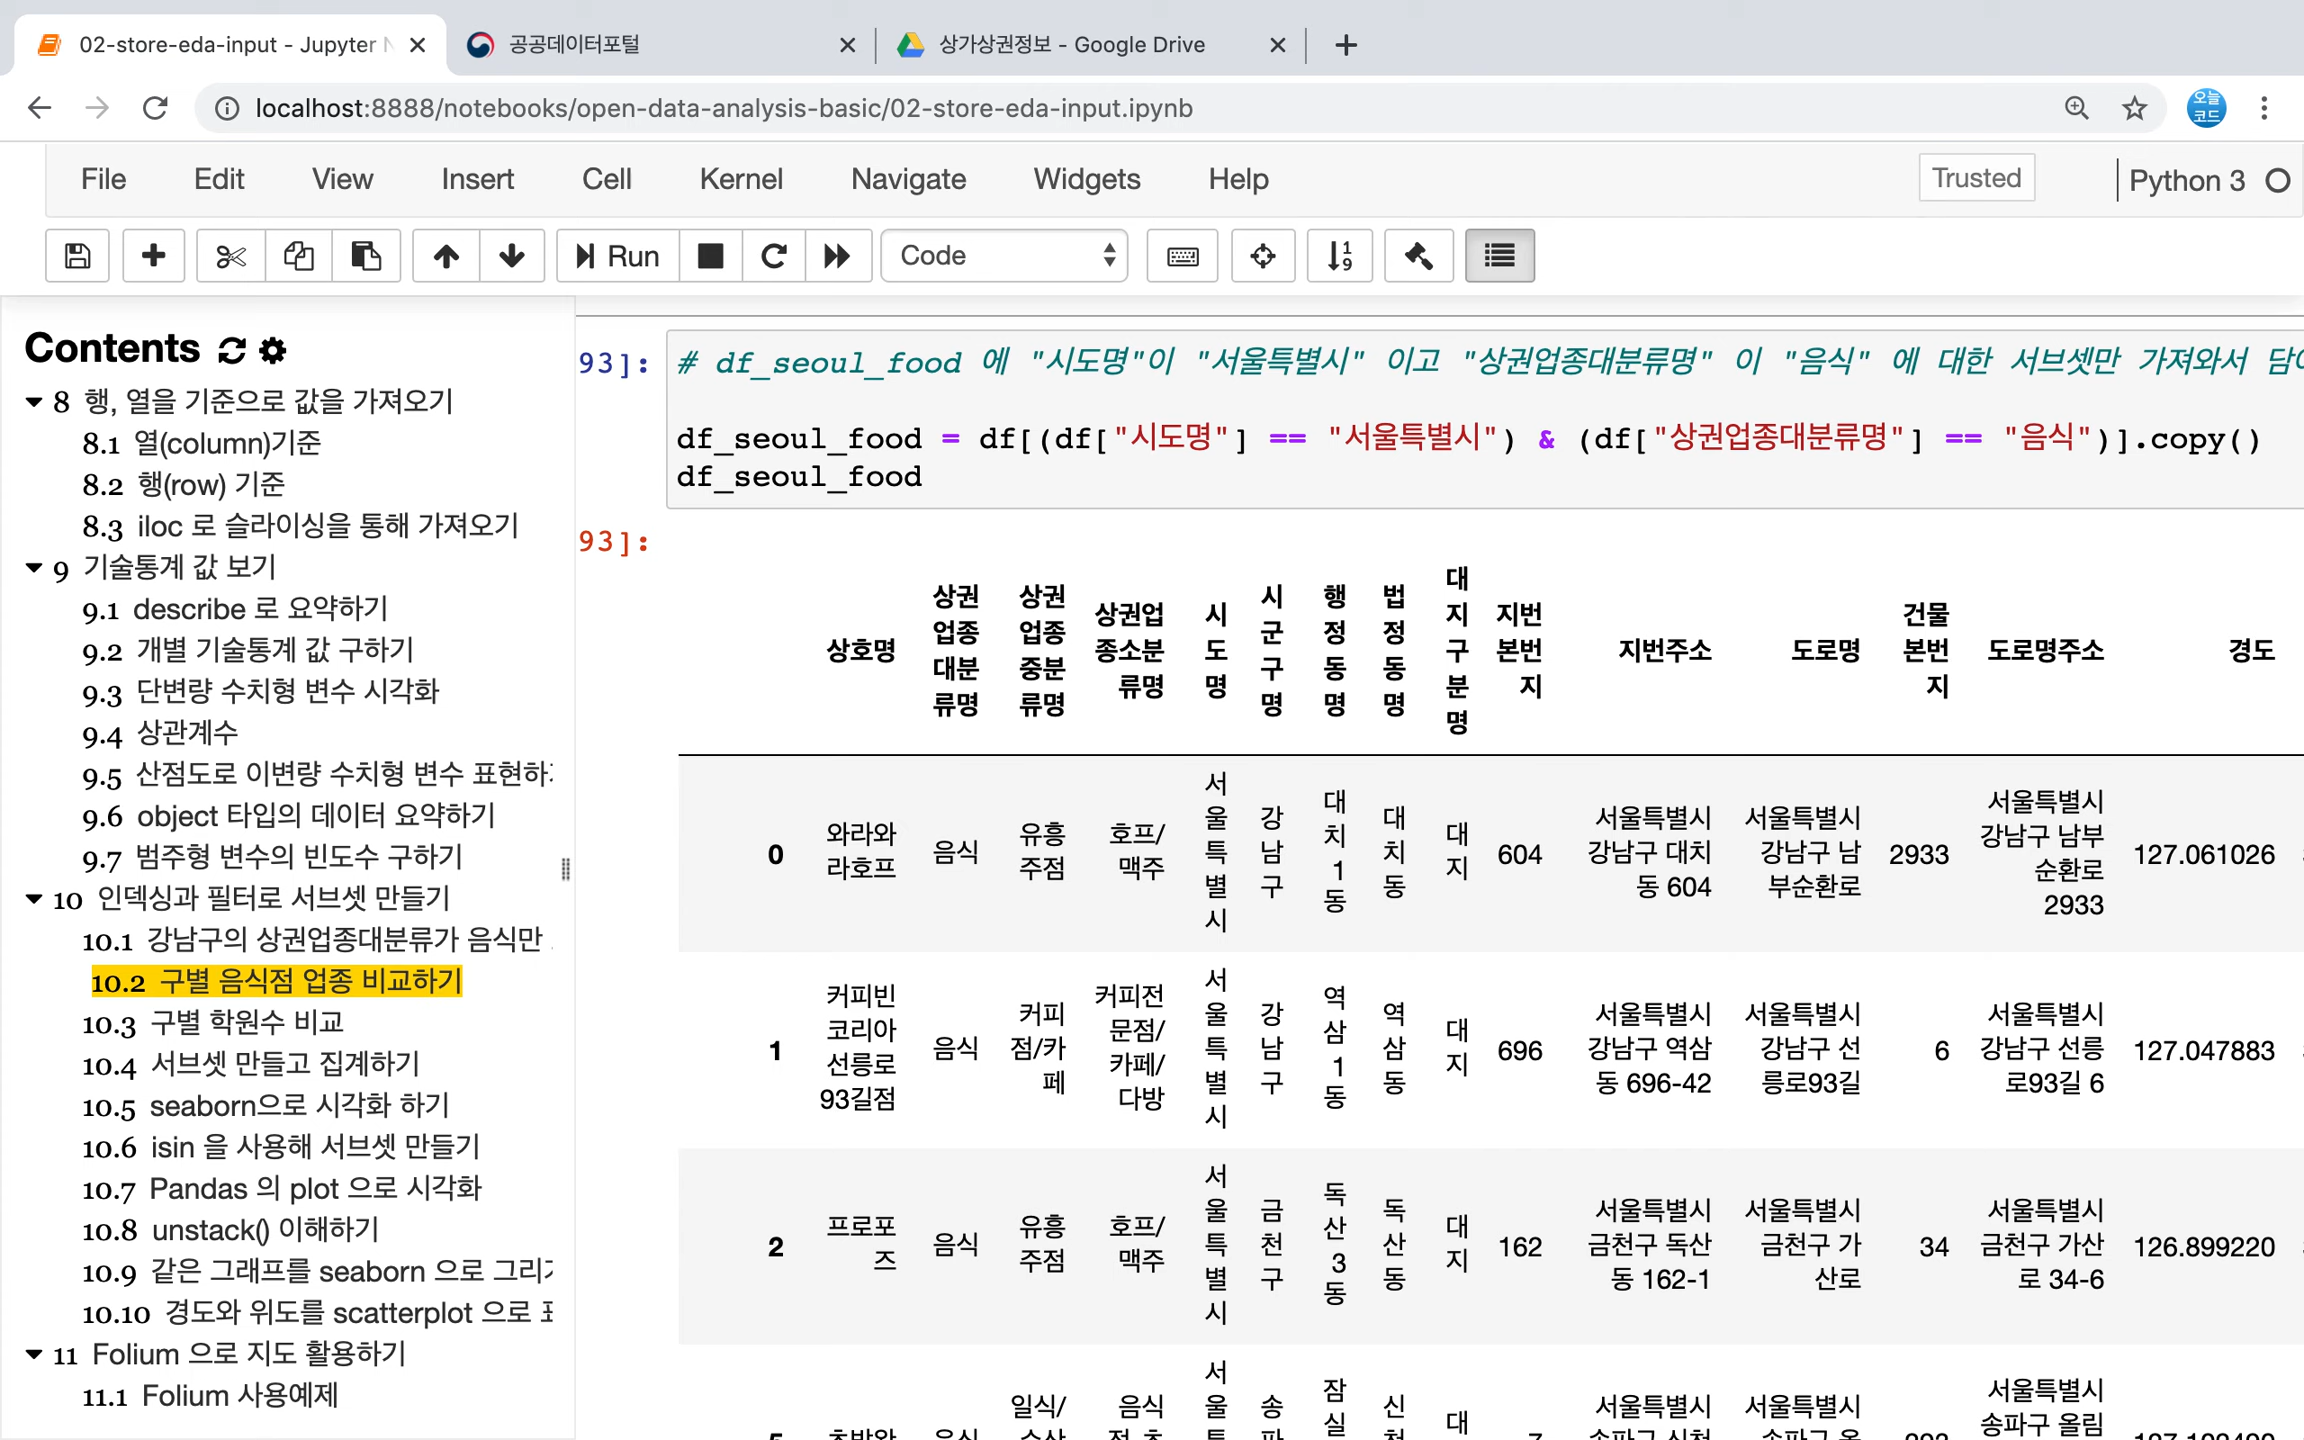 02-store-eda-input - Jupyter N
공공데이터포털
상가상권정보 - Google Drive
localhost:8888/notebooks/open-data-analysis-basic/02-store-eda-input.ipynb
오늘
코드
File Edit View Insert Cell Kernel Navigate Widgets Help
Trusted
Python 3
Run
Code
Contents
8 행, 열을 기준으로 값을 가져오기
8.1 열(column)기준
8.2 행(row) 기준
8.3 iloc 로 슬라이싱을 통해 가져오기
9 기술통계 값 보기
9.1 describe 로 요약하기
9.2 개별 기술통계 값 구하기
9.3 단변량 수치형 변수 시각화
9.4 상관계수
9.5 산점도로 이변량 수치형 변수 표현하
9.6 object 타입의 데이터 요약하기
9.7 범주형 변수의 빈도수 구하기
10 인덱싱과 필터로 서브셋 만들기
10.1 강남구의 상권업종대분류가 음식만
10.2 구별 음식점 업종 비교하기
10.3 구별 학원수 비교
10.4 서브셋 만들고 집계하기
10.5 seaborn으로 시각화 하기
10.6 isin 을 사용해 서브셋 만들기
10.7 Pandas 의 plot 으로 시각화
10.8 unstack() 이해하기
10.9 같은 그래프를 seaborn 으로 그리
10.10 경도와 위도를 scatterplot 으로
11 Folium 으로 지도 활용하기
11.1 Folium 사용예제
93]:
# df_seoul_food 에 "시도명"이 "서울특별시" 이고 "상권업종대분류명" 이 "음식" 에 대한 서브셋만 가져와서
df_seoul_food = df[(df["시도명"] == "서울특별시") & (df["상권업종대분류명"] == "음식")].copy()
df_seoul_food
93]:
상호명 상권업종대분류명 상권업종중분류명 상권업종소분류명 시도명 시군구명 행정동명 법정동명 대지구분명 지번본번지 지번주소 도로명 건물본번지 도로명주소 경도
0 와라와라호프 음식 유흥주점 호프/맥주 서울특별시 강남구 대치1동 대치동 대지 604 서울특별시 강남구 대치동 604 서울특별시 강남구 남부순환로 2933 서울특별시 강남구 남부순환로 2933 127.061026
1 커피빈코리아선릉로93길점 음식 커피점/카페 커피전문점/카페/다방 서울특별시 강남구 역삼1동 역삼동 대지 696 서울특별시 강남구 역삼동 696-42 서울특별시 강남구 선릉로93길 6 서울특별시 강남구 선릉로93길 6 127.047883
2 프로포즈 음식 유흥주점 호프/맥주 서울특별시 금천구 독산3동 독산동 대지 162 서울특별시 금천구 독산동 162-1 서울특별시 금천구 가산로 34 서울특별시 금천구 가산로 34-6 126.899220
일식/ 음식 서울 송 잠실 신 대 서울특별시 서울특별시 서울특별시 송파구 올림